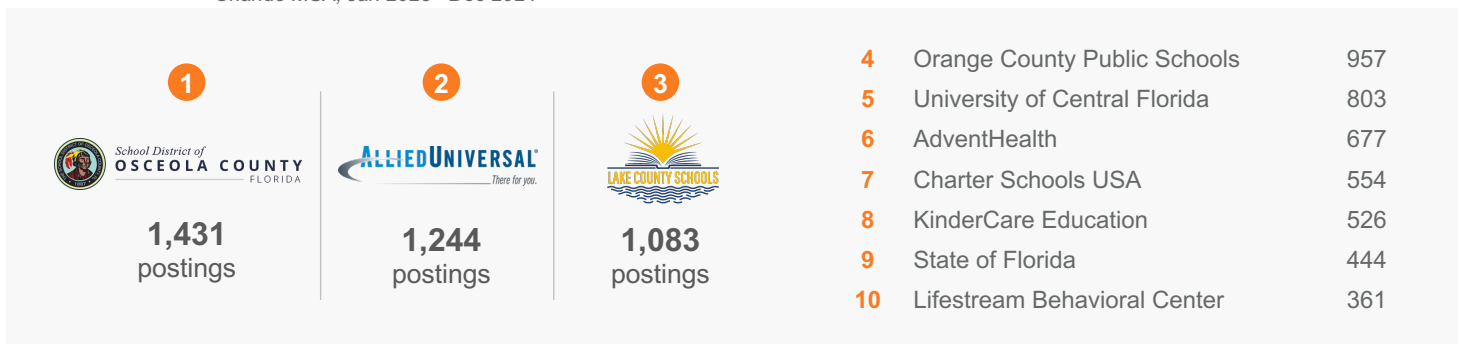 1
School District of
OSCEOLA COUNTY
FLORIDA
1,431
postings
2
ALLIEDUNIVERSAL®
There for you.
1,244
postings
3
LAKE COUNTY SCHOOLS
1,083
postings
4 Orange County Public Schools 957
5 University of Central Florida 803
6 AdventHealth 677
7 Charter Schools USA 554
8 KinderCare Education 526
9 State of Florida 444
10 Lifestream Behavioral Center 361